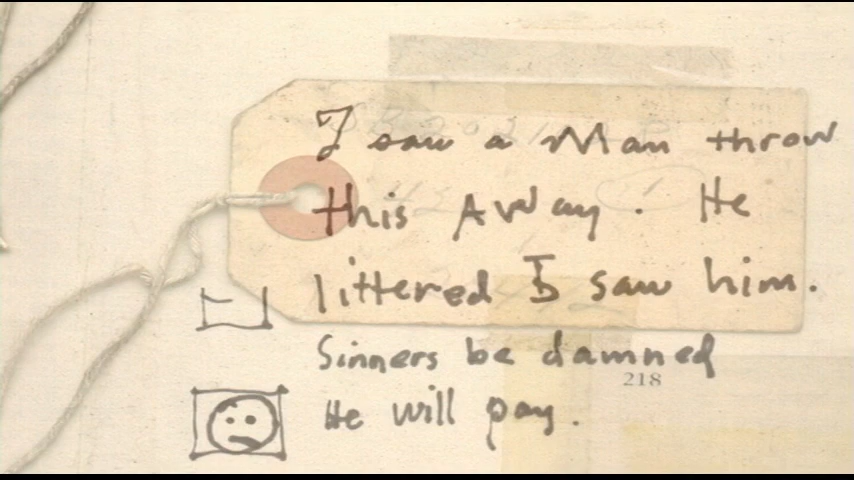 I saw a Man throw
this AWay. He
littered I saw him.
Sinners be damned
218
He will pay.